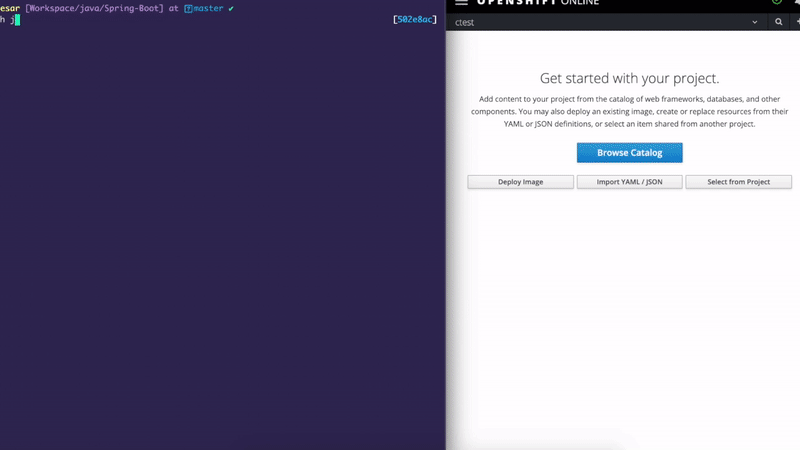 esar [Workspace/java/Spring-Boot] at master ✔
h j [502e8ac]
OPENSHIFT ONLINE
ctest
Get started with your project.
Add content to your project from the catalog of web frameworks, databases, and other
components. You may also deploy an existing image, create or replace resources from their
YAML or JSON definitions, or select an item shared from another project.
Browse Catalog
Deploy Image
Import YAML / JSON
Select from Project